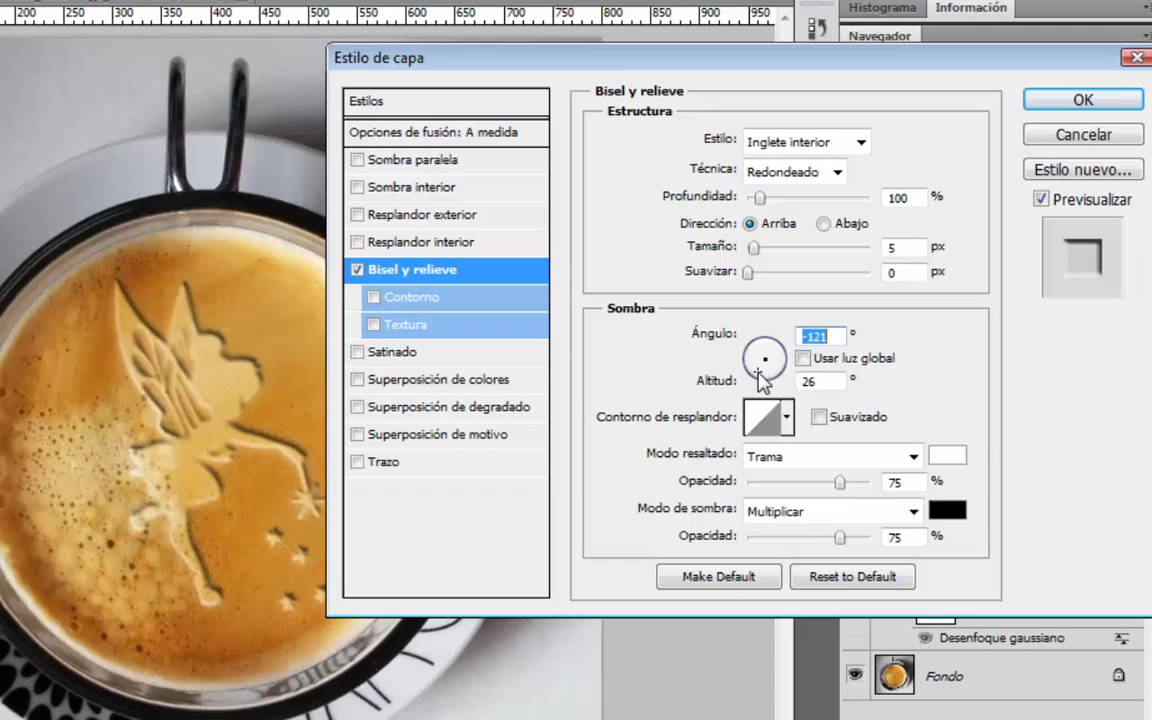 200 250 300 350 400 450 500 550 600 650 700 750 800 850 900 950
Histograma Información
Navegador
Estilo de capa
Estilos
Opciones de fusión: A medida
Sombra paralela
Sombra interior
Resplandor exterior
Resplandor interior
Bisel y relieve
Contorno
Textura
Satinado
Superposición de colores
Superposición de degradado
Superposición de motivo
Trazo
Bisel y relieve
Estructura
Estilo: Inglete interior
Técnica: Redondeado
Profundidad: 100 %
Dirección: Arriba Abajo
Tamaño: 5 px
Suavizar: 0 px
Sombra
Ángulo: -121 °
Usar luz global
Altitud: 26 °
Contorno de resplandor: Suavizado
Modo resaltado: Trama
Opacidad: 75 %
Modo de sombra: Multiplicar
Opacidad: 75 %
Make Default Reset to Default
OK
Cancelar
Estilo nuevo...
Previsualizar
Desenfoque gaussiano
Fondo